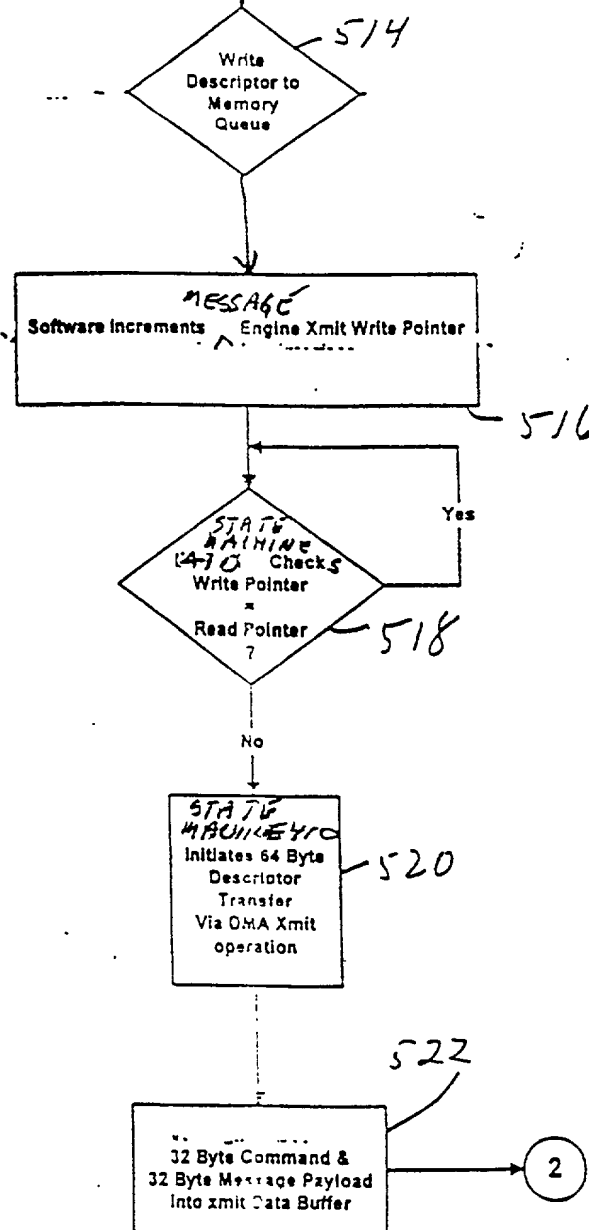 514
Write
Descriptor to
Memory
Queue
MESSAGE
Software Increments Engine Xmit Write Pointer
516
Yes
STATE
MACHINE
Checks
Write Pointer
=
Read Pointer
?
518
No
STATE
MACHINE 410
Initiates 64 Byte
Descriptor
Transfer
Via DMA Xmit
operation
520
522
32 Byte Command &
32 Byte Message Payload
Into xmit Data Buffer
2